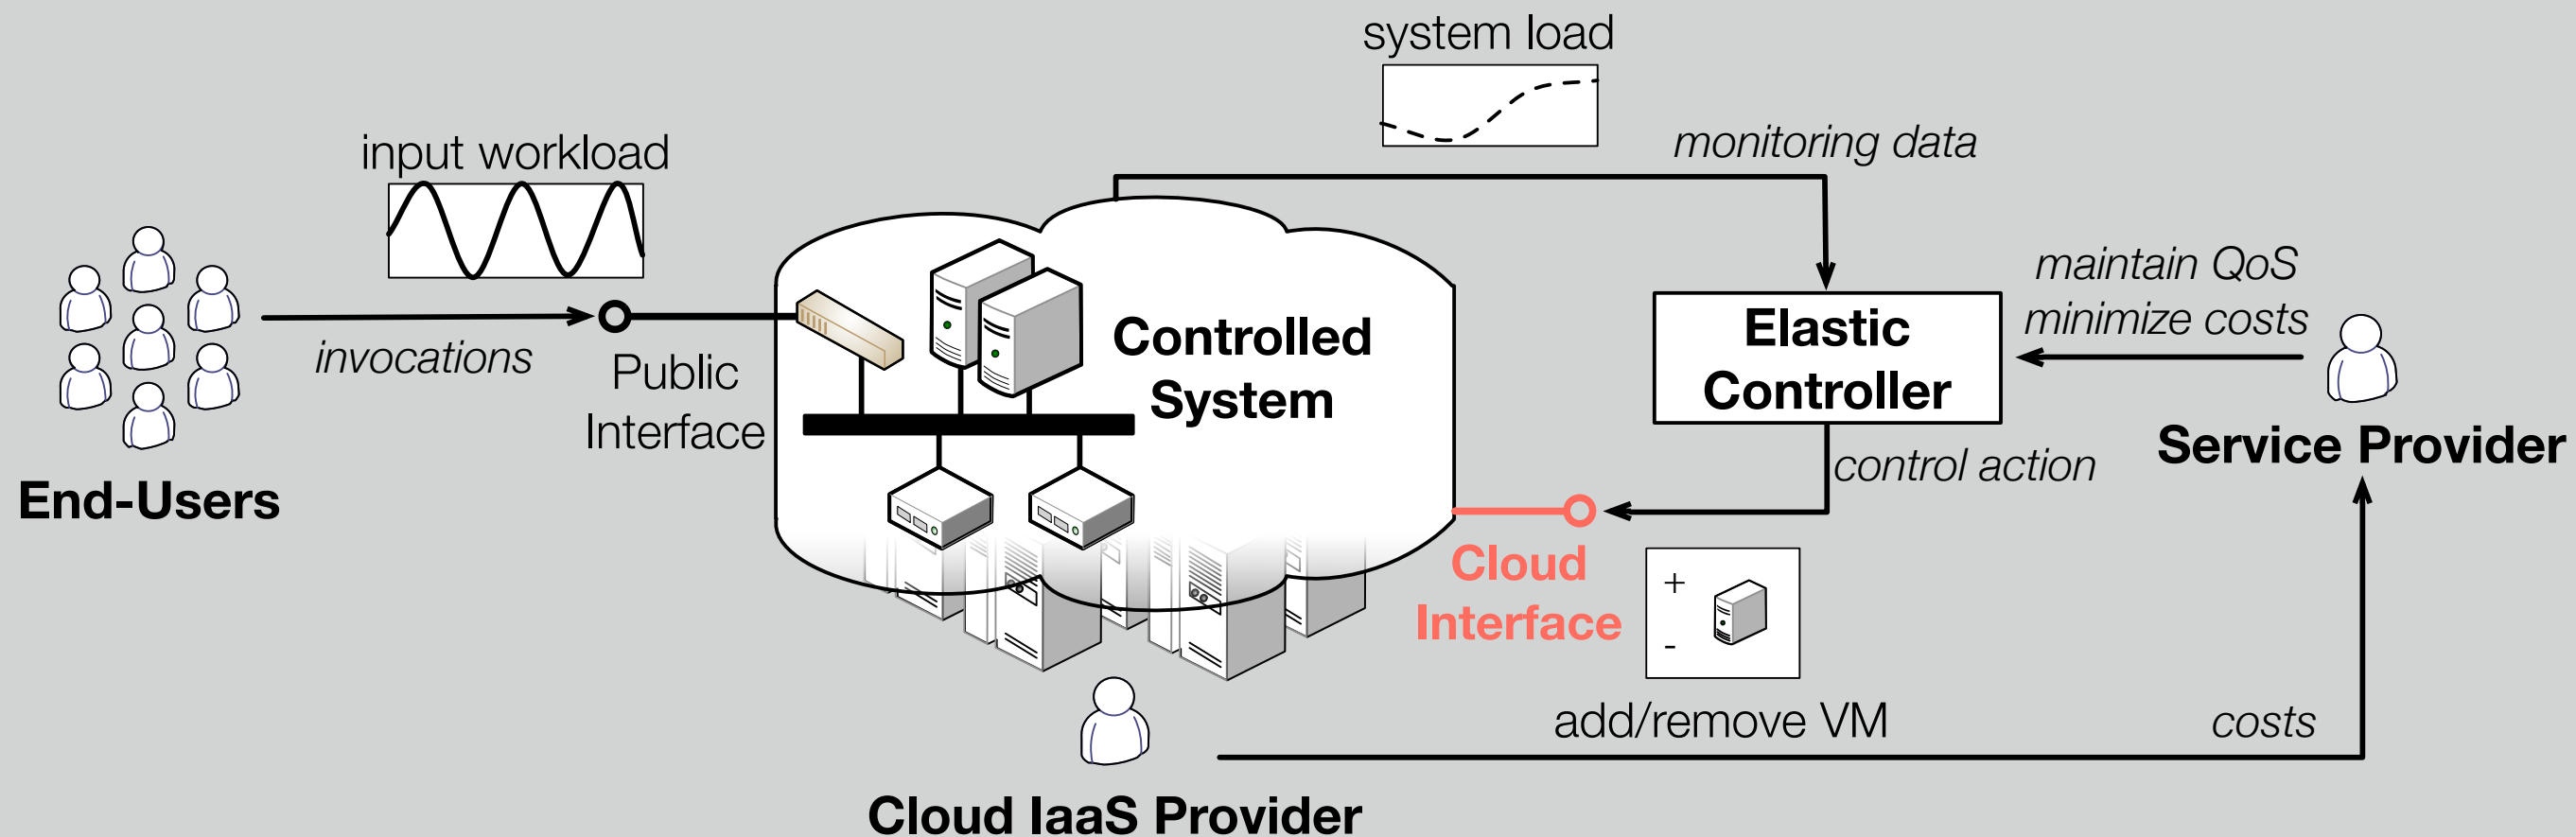 system load
monitoring data
input workload
invocations
Public
Interface
End-Users
Controlled
System
Elastic
Controller
maintain QoS
minimize costs
Service Provider
control action
Cloud
Interface
+
-
add/remove VM
costs
Cloud IaaS Provider